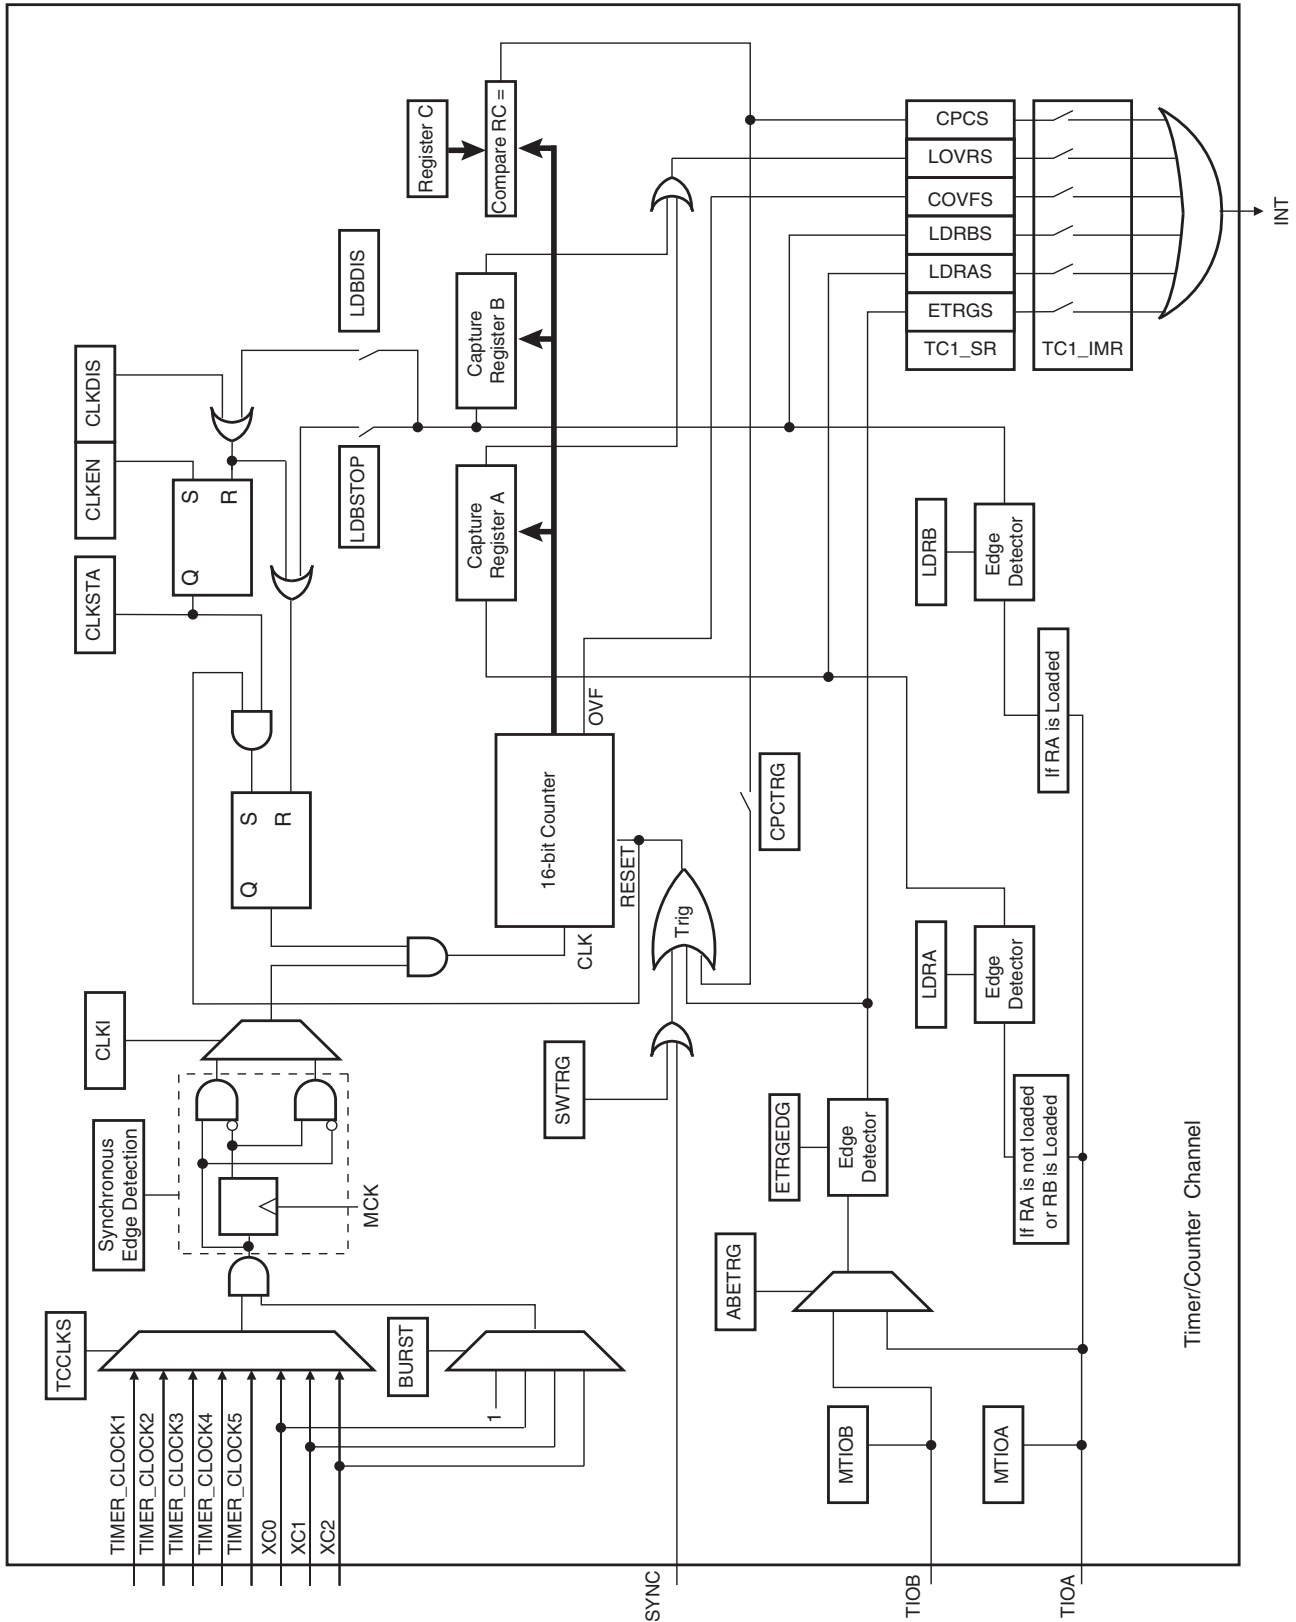 TCCLKS
TIMER_CLOCK1
TIMER_CLOCK2
TIMER_CLOCK3
TIMER_CLOCK4
TIMER_CLOCK5
XC0
XC1
XC2
BURST
1
Synchronous
Edge Detection
MCK
CLKI
CLKSTA
CLKEN
CLKDIS
Q
S
R
Q
S
R
LDBSTOP
LDBDIS
Register C
Capture
Register A
Capture
Register B
Compare RC =
16-bit Counter
CLK
OVF
RESET
SWTRG
Trig
CPCTRG
SYNC
ABETRG
ETRGEDG
Edge
Detector
MTIOB
TIOB
MTIOA
TIOA
LDRA
Edge
Detector
If RA is not loaded
or RB is Loaded
LDRB
Edge
Detector
If RA is Loaded
CPCS
LOVRS
COVFS
LDRBS
LDRAS
ETRGS
TC1_SR
TC1_IMR
INT
Timer/Counter Channel